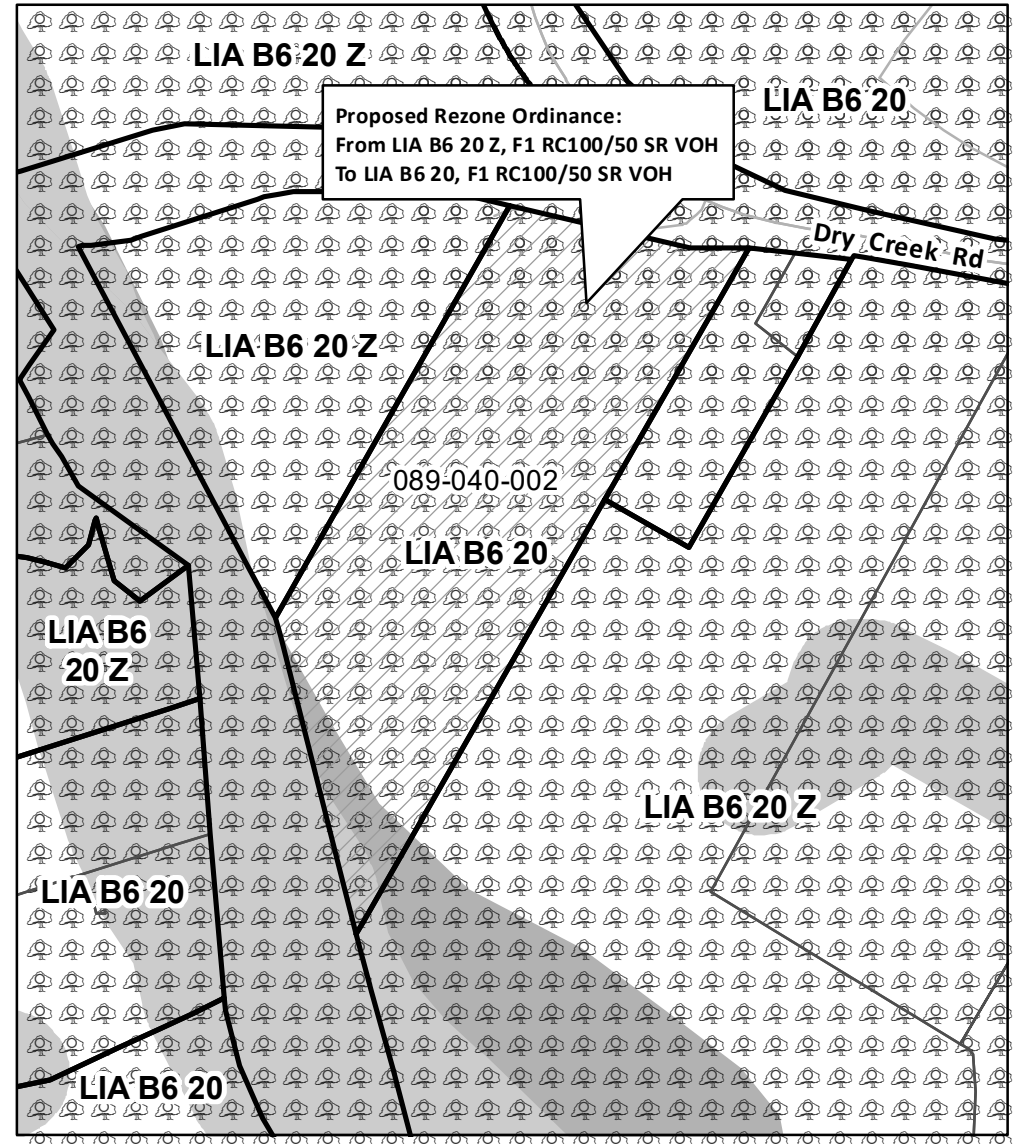 LIA B6 20 Z
LIA B6 20
Proposed Rezone Ordinance:
From LIA B6 20 Z, F1 RC100/50 SR VOH
To LIA B6 20, F1 RC100/50 SR VOH
Dry Creek Rd
LIA B6 20 Z
089-040-002
LIA B6 20
LIA B6
20 Z
LIA B6 20 Z
LIA B6 20
LIA B6 20